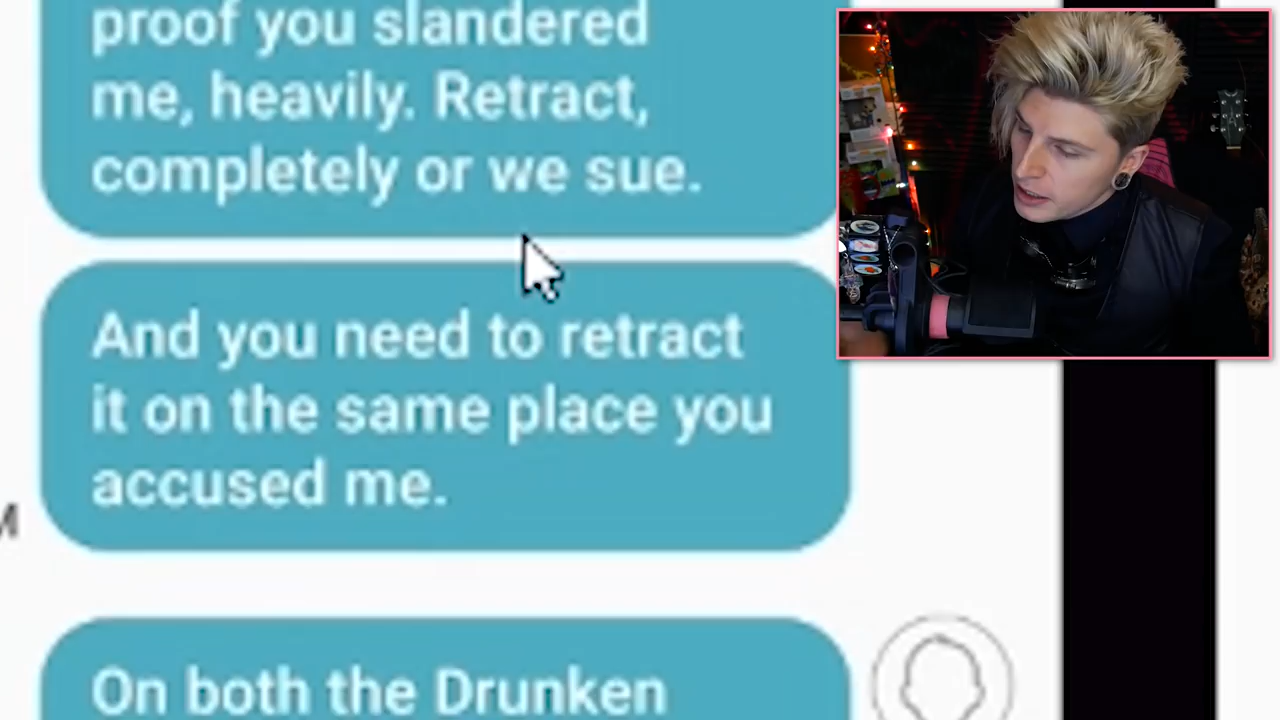 proof you slandered
me, heavily. Retract,
completely or we sue.
And you need to retract
it on the same place you
accused me.
M
On both the Drunken